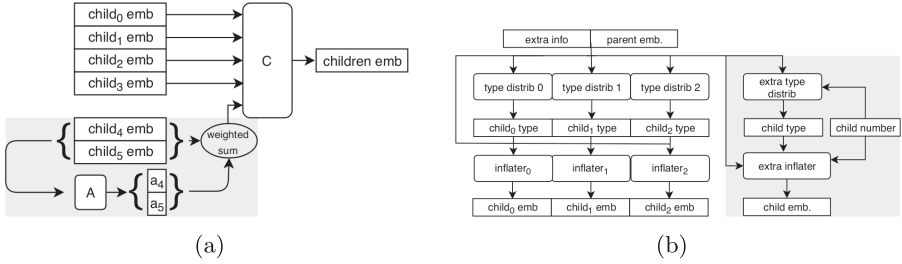 child₀ emb
child₁ emb
child₂ emb
child₃ emb
C
children emb
child₄ emb
child₅ emb
weighted
sum
A
a₄
a₅
(a)
extra info
parent emb.
type distrib 0
type distrib 1
type distrib 2
extra type
distrib
child₀ type
child₁ type
child₂ type
child type
child number
inflater₀
inflater₁
inflater₂
extra inflater
child₀ emb
child₁ emb
child₂ emb
child emb.
(b)